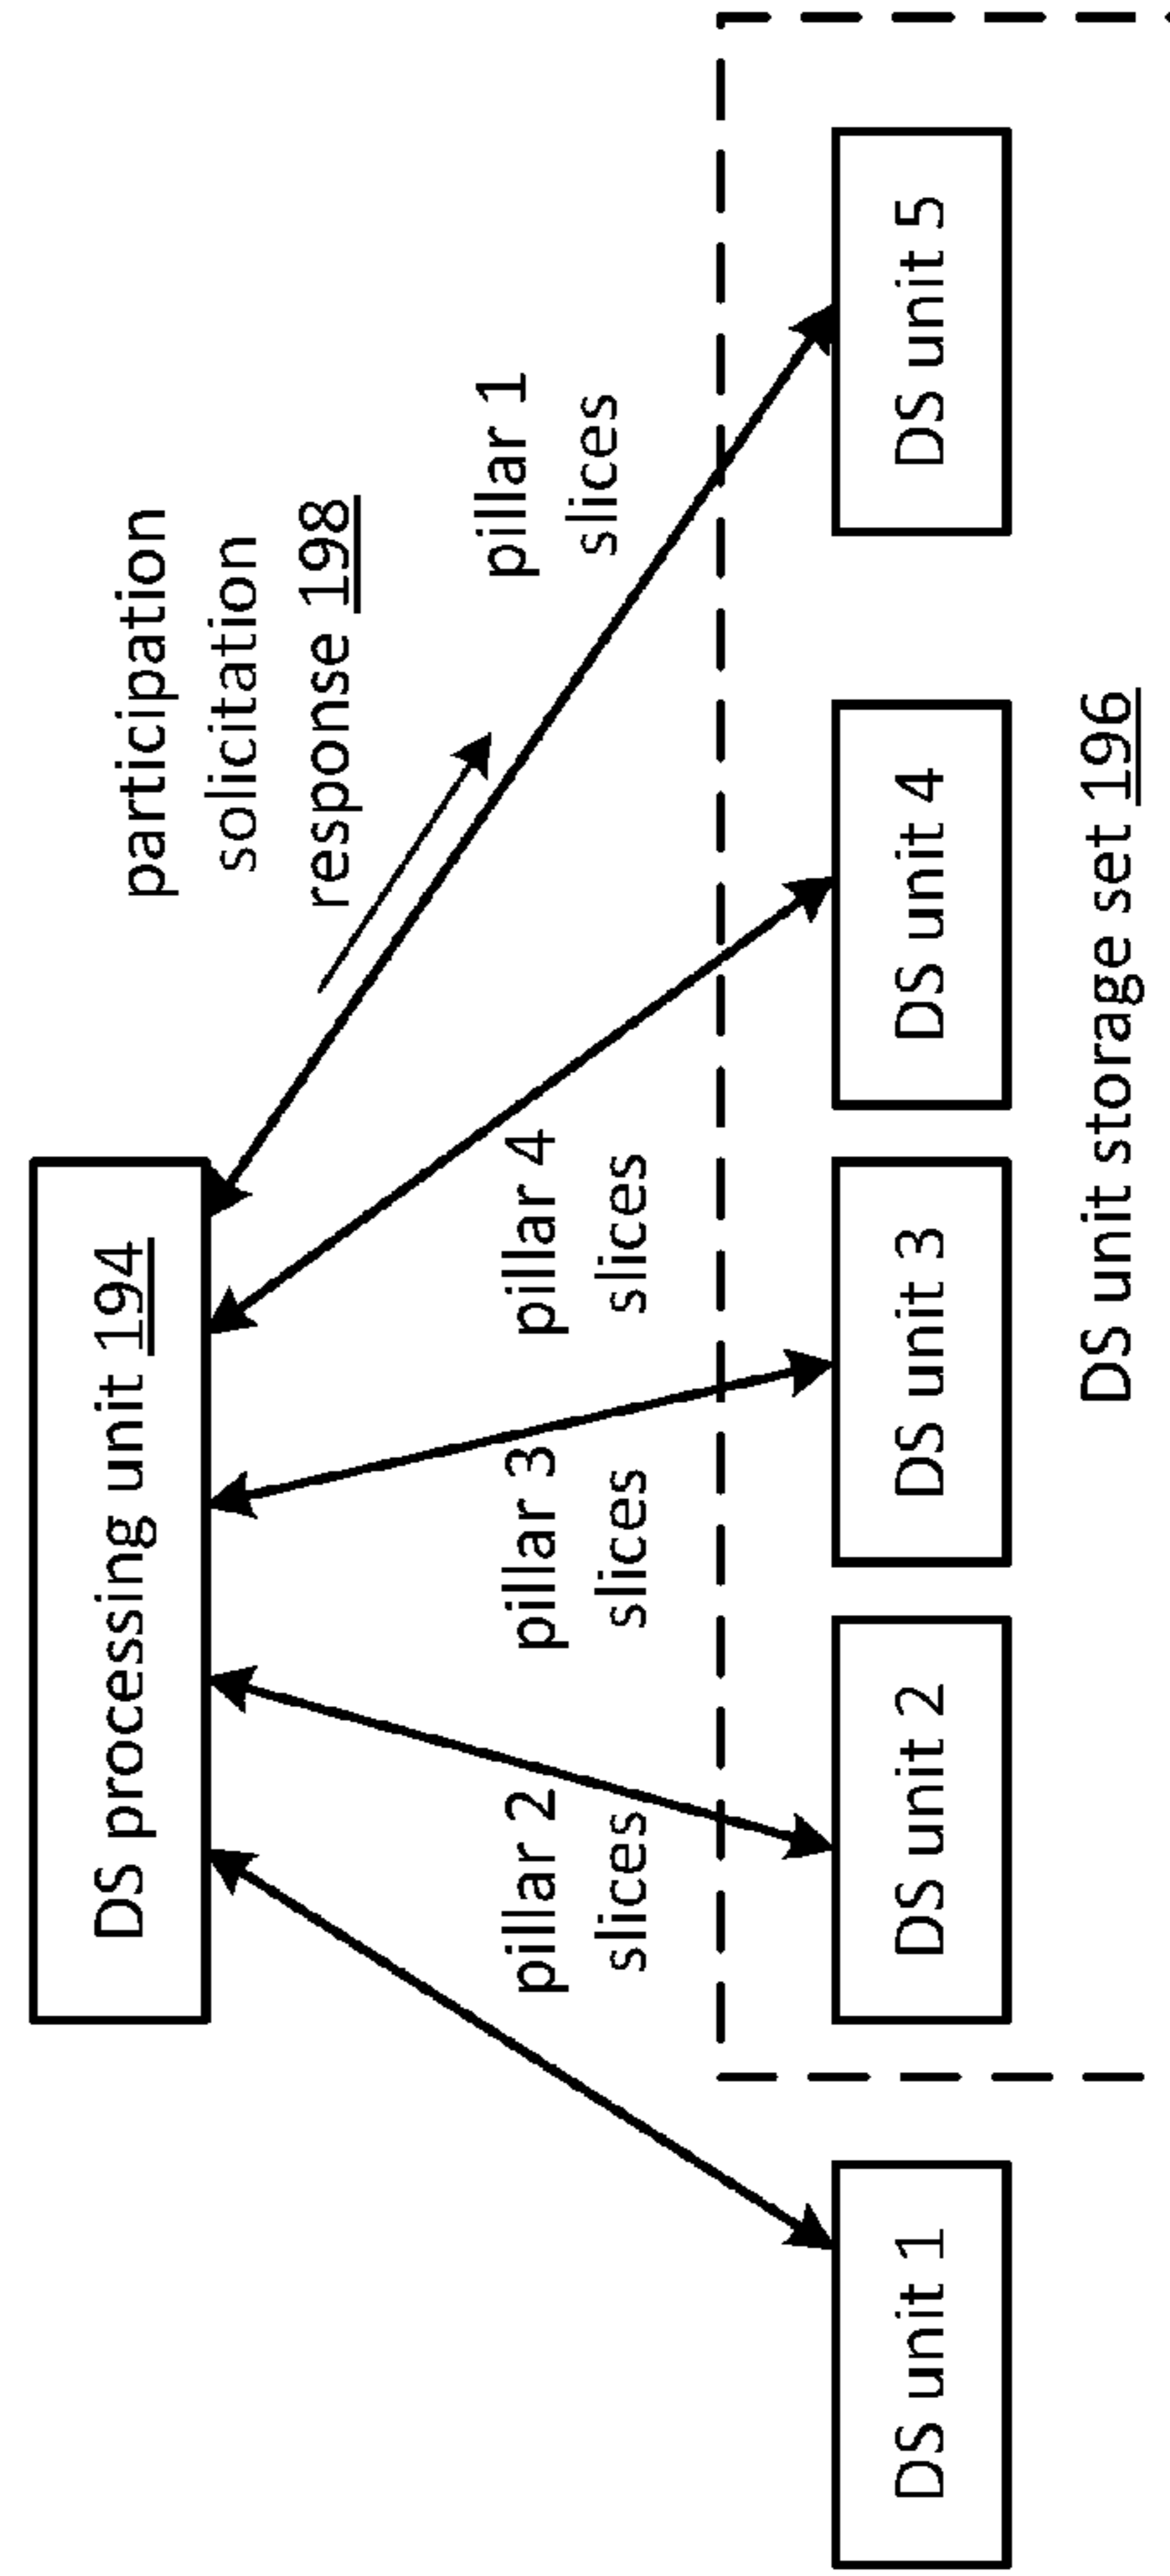 DS processing unit 194
participation
solicitation
response 198
pillar 2
slices
pillar 3
slices
pillar 4
slices
pillar 1
slices
DS unit 1
DS unit 2
DS unit 3
DS unit 4
DS unit 5
DS unit storage set 196